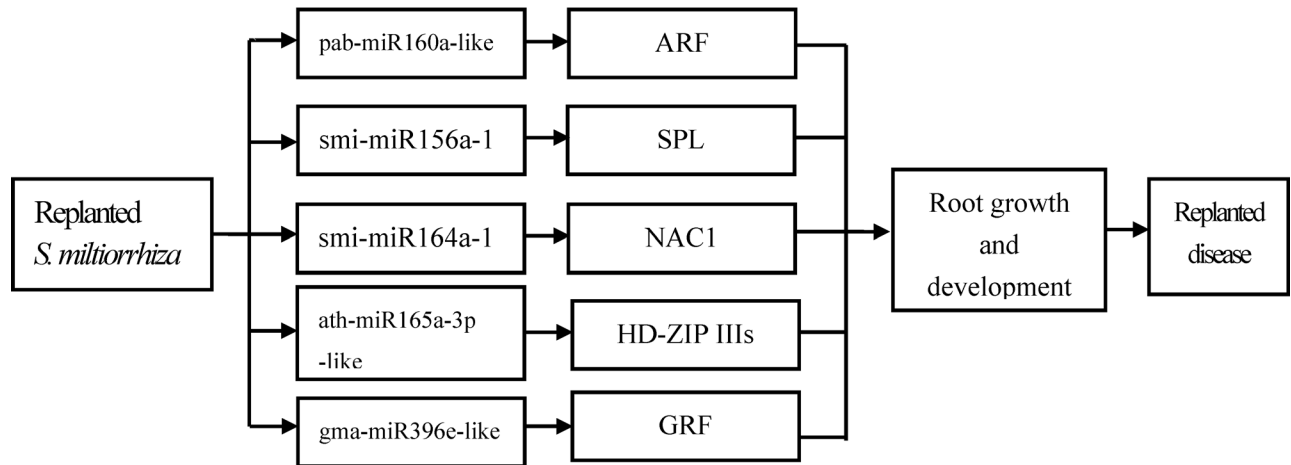 Replanted
S. miltiorrhiza
pab-miR160a-like
ARF
smi-miR156a-1
SPL
smi-miR164a-1
NAC1
ath-miR165a-3p
-like
HD-ZIP IIIs
gma-miR396e-like
GRF
Root growth
and
development
Replanted
disease